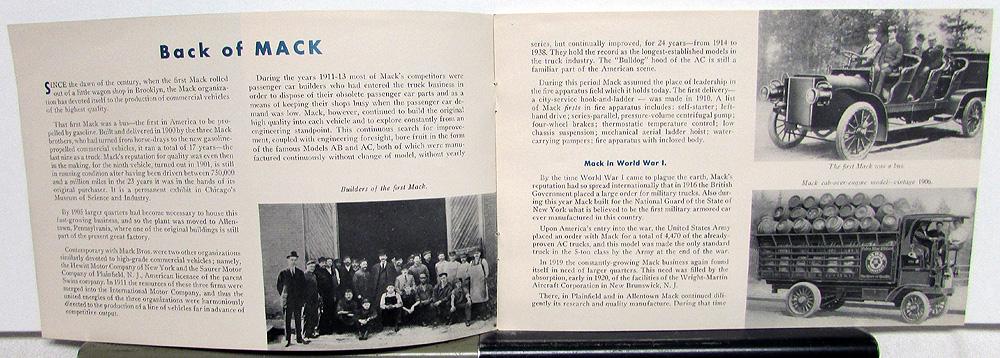 Back of MACK
SINCE the dawn of the century, when the first Mack rolled
out of a little wagon shop in Brooklyn, the Mack organiza-
tion has devoted itself to the production of commercial vehicles
of the highest quality.
That first Mack was a bus—the first in America to be pro-
pelled by gasoline. Built and delivered in 1900 by the three Mack
brothers, who had turned from horse-drays to the new gasoline-
propelled commercial vehicles, it ran a total of 17 years—the
last nine as a truck. Mack's reputation for quality was even then
in the making, for the ninth vehicle, turned out in 1901, is still
in running condition after having been driven between 750,000
and a million miles in the 23 years it was in the hands of its
original purchaser. It is a permanent exhibit in Chicago's
Museum of Science and Industry.
By 1905 larger quarters had become necessary to house this
fast-growing business, and so the plant was moved to Allen-
town, Pennsylvania, where one of the original buildings is still
part of the present great factory.
Contemporary with Mack Bros. were two other organizations
similarly devoted to high-grade commercial vehicles; namely,
the Hewitt Motor Company of New York and the Saurer Motor
Company of Plainfield, N. J., American licensee of the parent
Swiss company. In 1911 the resources of these three firms were
merged into the International Motor Company, and thus the
united energies of the three organizations were harmoniously
directed to the production of a line of vehicles far in advance of
competitive output.
During the years 1911-13 most of Mack's competitors were
passenger car builders who had entered the truck business in
order to dispose of their obsolete passenger car parts and as a
means of keeping their shops busy when the passenger car de-
mand was low. Mack, however, continued to build the original
high quality into each vehicle and to explore constantly from an
engineering standpoint. This continuous search for improve-
ment, coupled with engineering foresight, bore fruit in the form
of the famous Models AB and AC, both of which were manu-
factured continuously without change of model, without yearly
Builders of the first Mack.
series, but continually improved, for 24 years—from 1914 to
1938. They hold the record as the longest-established models in
the truck industry. The "Bulldog" hood of the AC is still a
familiar part of the American scene.
During this period Mack assumed the place of leadership in
the fire apparatus field which it holds today. The first delivery—
a city-service hook-and-ladder — was made in 1910. A list
of Mack firsts in fire apparatus includes: self-starter; left-
hand drive; series-parallel, pressure-volume centrifugal pump;
four-wheel brakes; thermostatic temperature control; low
chassis suspension; mechanical aerial ladder hoist; water-
carrying pumpers; fire apparatus with inclosed body.
Mack in World War I.
By the time World War I came to plague the earth, Mack's
reputation had so spread internationally that in 1916 the British
Government placed a large order for military trucks. Also dur-
ing this year Mack built for the National Guard of the State of
New York what is believed to be the first military armored car
ever manufactured in this country.
Upon America's entry into the war, the United States Army
placed an order with Mack for a total of 4,470 of the already-
proven AC trucks, and this model was made the only standard
truck in the 5-ton class by the Army at the end of the war.
In 1919 the constantly-growing Mack business again found
itself in need of larger quarters. This need was filled by the
absorption, early in 1920, of the facilities of the Wright-Martin
Aircraft Corporation in New Brunswick, N. J.
There, in Plainfield and in Allentown Mack continued dili-
gently its research and quality manufacture. During that time
The first Mack was a bus.
Mack cab-over-engine model—vintage 1906.